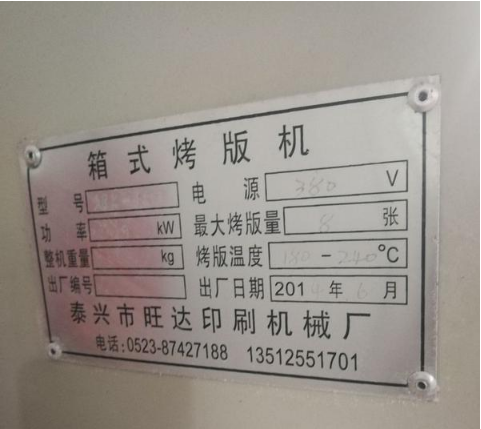 箱式烤版机
型号 电源 380 V
功率 kW 最大烤版量 8 张
整机重量 kg 烤版温度 180-240℃
出厂编号 出厂日期 201 年 6 月
泰兴市旺达印刷机械厂
电话:0523-87427188 13512551701